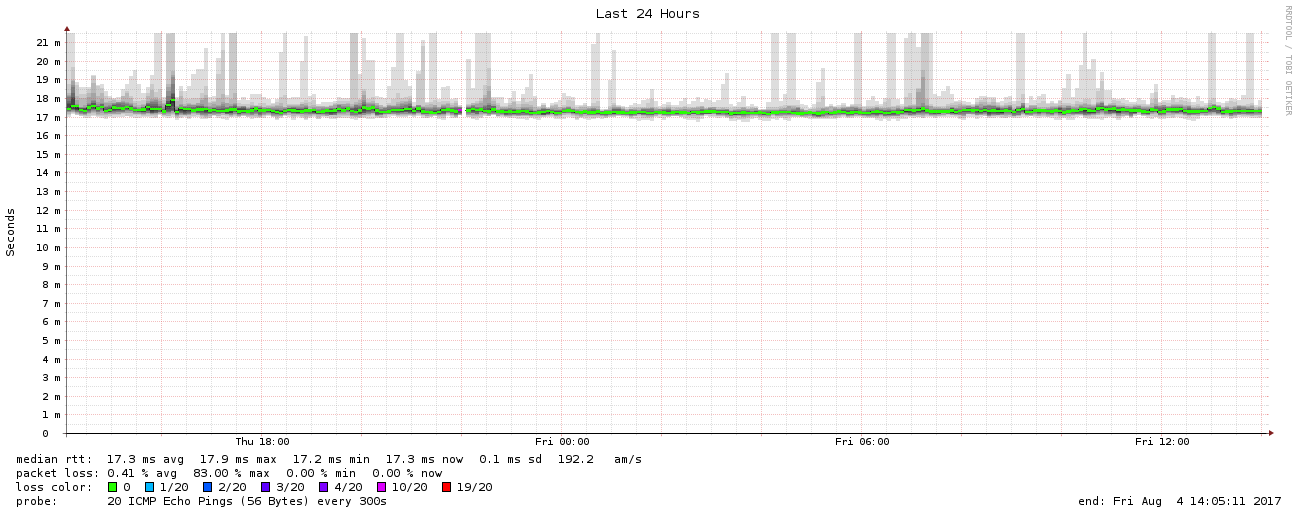 Last 24 Hours
RRDTOOL / TOBI OETIKER
Seconds
21 m
20 m
19 m
18 m
17 m
16 m
15 m
14 m
13 m
12 m
11 m
10 m
9 m
8 m
7 m
6 m
5 m
4 m
3 m
2 m
1 m
0
Thu 18:00 Fri 00:00 Fri 06:00 Fri 12:00
median rtt: 17.3 ms avg 17.9 ms max 17.2 ms min 17.3 ms now 0.1 ms sd 192.2 am/s
packet loss: 0.41 % avg 83.00 % max 0.00 % min 0.00 % now
loss color: 0 1/20 2/20 3/20 4/20 10/20 19/20
probe: 20 ICMP Echo Pings (56 Bytes) every 300s
end: Fri Aug 4 14:05:11 2017